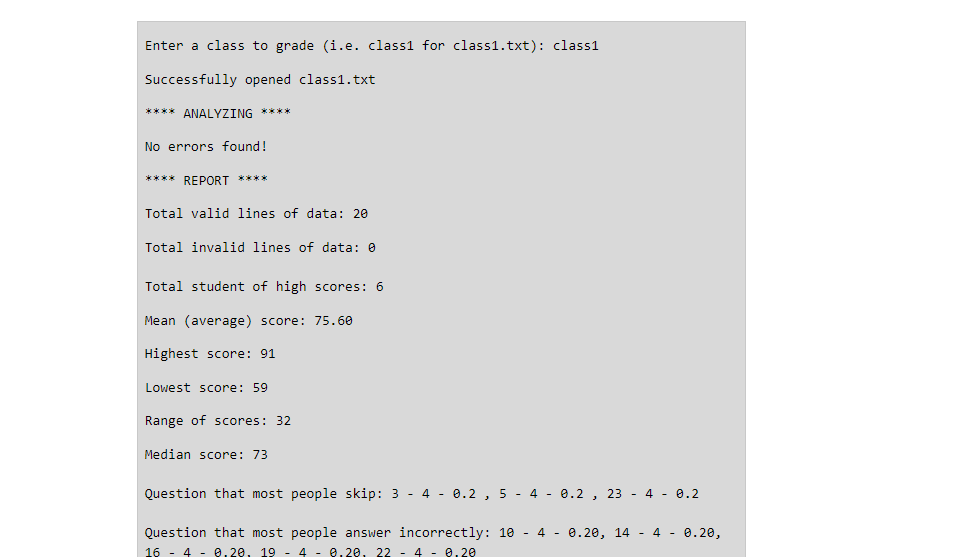 Enter a class to grade (i.e. class1 for class1.txt): class1
Successfully opened class1.txt
**** ANALYZING ****
No errors found!
**** REPORT ****
Total valid lines of data: 20
Total invalid lines of data: 0
Total student of high scores: 6
Mean (average) score: 75.60
Highest score: 91
Lowest score: 59
Range of scores: 32
Median score: 73
Question that most people skip: 3 - 4 - 0.2 , 5 - 4 - 0.2 , 23 - 4 - 0.2
Question that most people answer incorrectly: 10 - 4 - 0.20, 14 - 4 - 0.20,
16 - 4 - 0.20, 19 - 4 - 0.20, 22 - 4 - 0.20